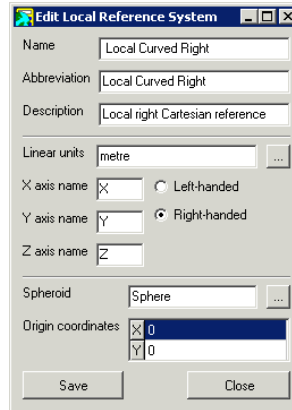 Edit Local Reference System
Name Local Curved Right
Abbreviation Local Curved Right
Description Local right Cartesian reference
Linear units metre ...
X axis name X Left-handed
Y axis name Y Right-handed
Z axis name Z
Spheroid Sphere ...
Origin coordinates X 0
Y 0
Save Close